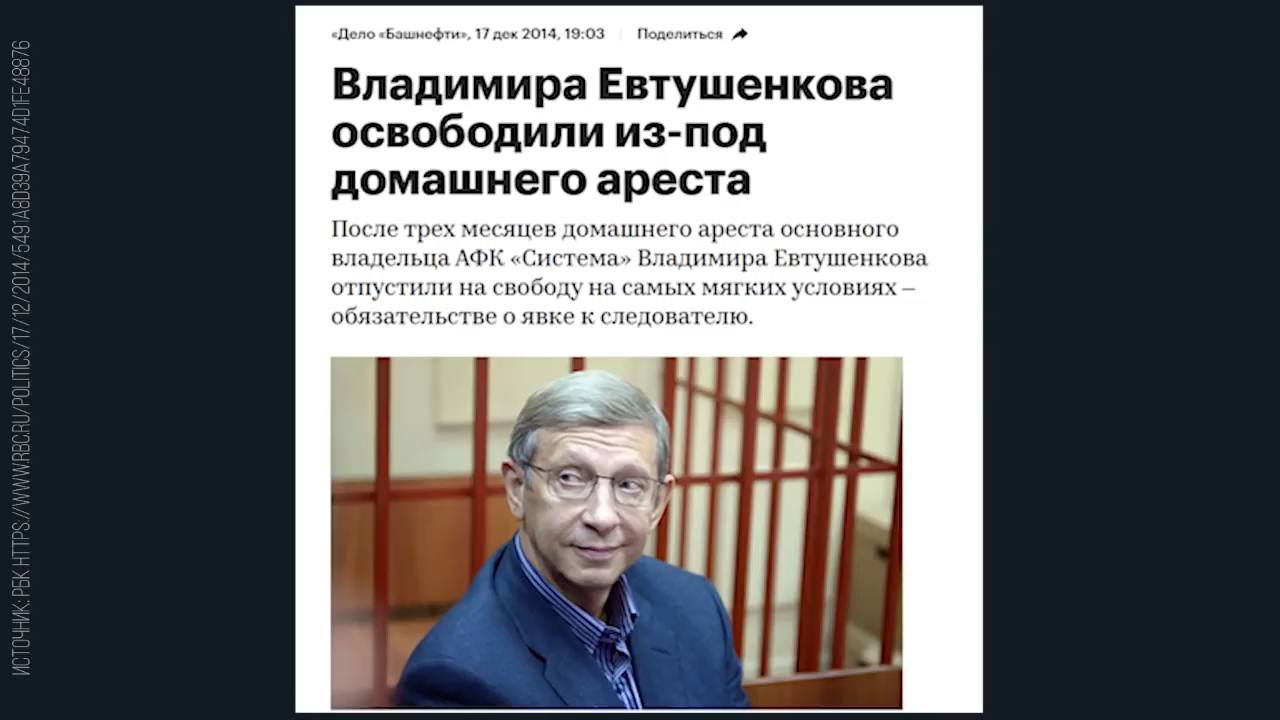 «Дело «Башнефти», 17 дек 2014, 19:03 Поделиться
Владимира Евтушенкова
освободили из-под
домашнего ареста
После трех месяцев домашнего ареста основного
владельца АФК «Система» Владимира Евтушенкова
отпустили на свободу на самых мягких условиях –
обязательстве о явке к следователю.
ИСТОЧНИК: РБК HTTPS://WWW.RBC.RU/POLITICS/17/12/2014/5491A8D39A79474D1FE48876